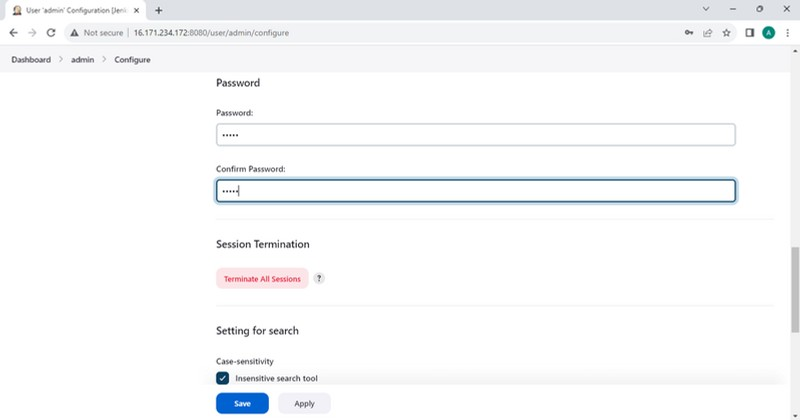 User 'admin' Configuration [Jenki
Not secure
16.171.234.172:8080/user/admin/configure
A
Dashboard
admin
Configure
Password
Password:
•••••
Confirm Password:
•••••
Session Termination
Terminate All Sessions
?
Setting for search
Case-sensitivity
Insensitive search tool
Save
Apply